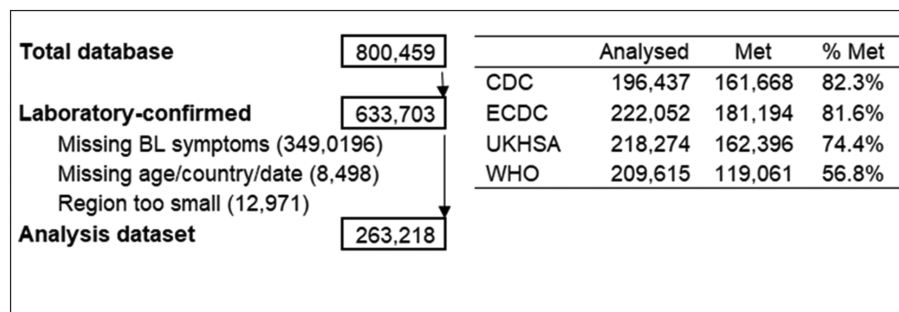 Total database 800,459
Laboratory-confirmed 633,703
Missing BL symptoms (349,0196)
Missing age/country/date (8,498)
Region too small (12,971)
Analysis dataset 263,218
Analysed Met % Met
CDC 196,437 161,668 82.3%
ECDC 222,052 181,194 81.6%
UKHSA 218,274 162,396 74.4%
WHO 209,615 119,061 56.8%